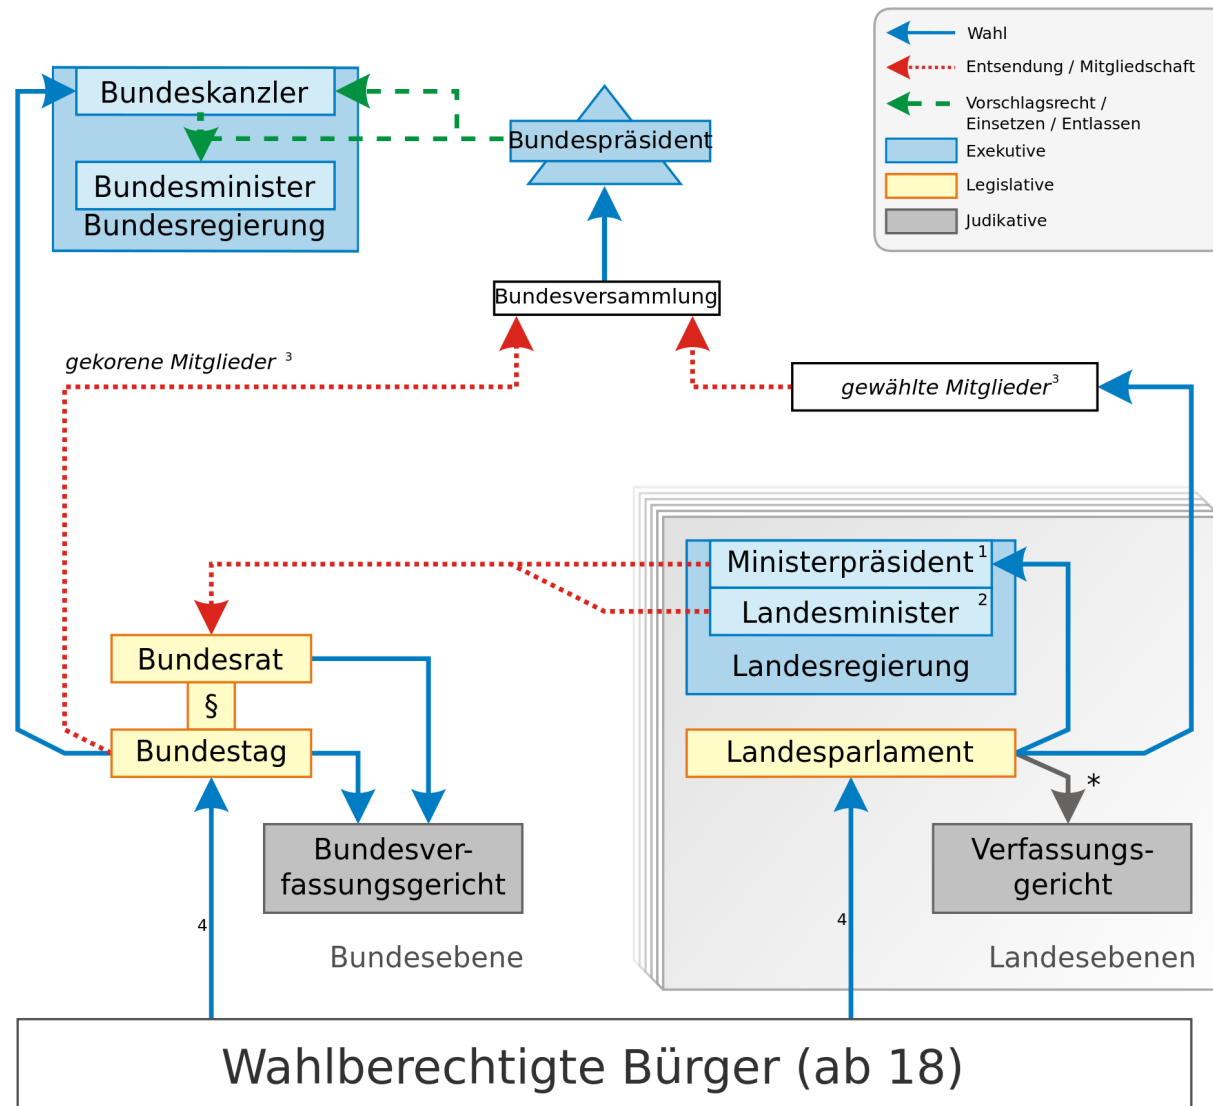 Wahl
Entsendung / Mitgliedschaft
Vorschlagsrecht /
Einsetzen / Entlassen
Exekutive
Legislative
Judikative
Bundeskanzler
Bundesminister
Bundesregierung
Bundespräsident
Bundesversammlung
gekorene Mitglieder 3
gewählte Mitglieder 3
Ministerpräsident 1
Landesminister 2
Landesregierung
Bundesrat
§
Bundestag
Landesparlament
*
Bundesver-
fassungsgericht
Verfassungs-
gericht
4
4
Bundesebene
Landesebenen
Wahlberechtigte Bürger (ab 18)